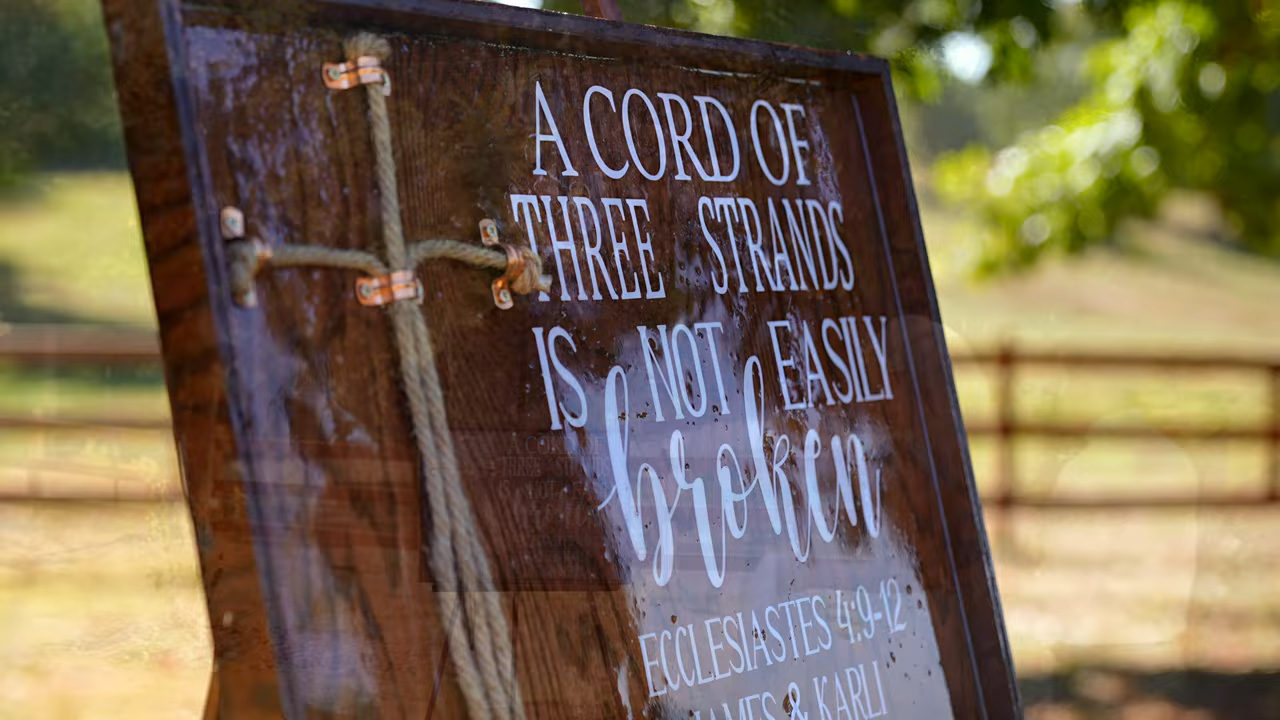 A CORD OF
THREE STRANDS
IS NOT EASILY
broken
ECCLESIASTES 4:9-12
JAMES & KARLI